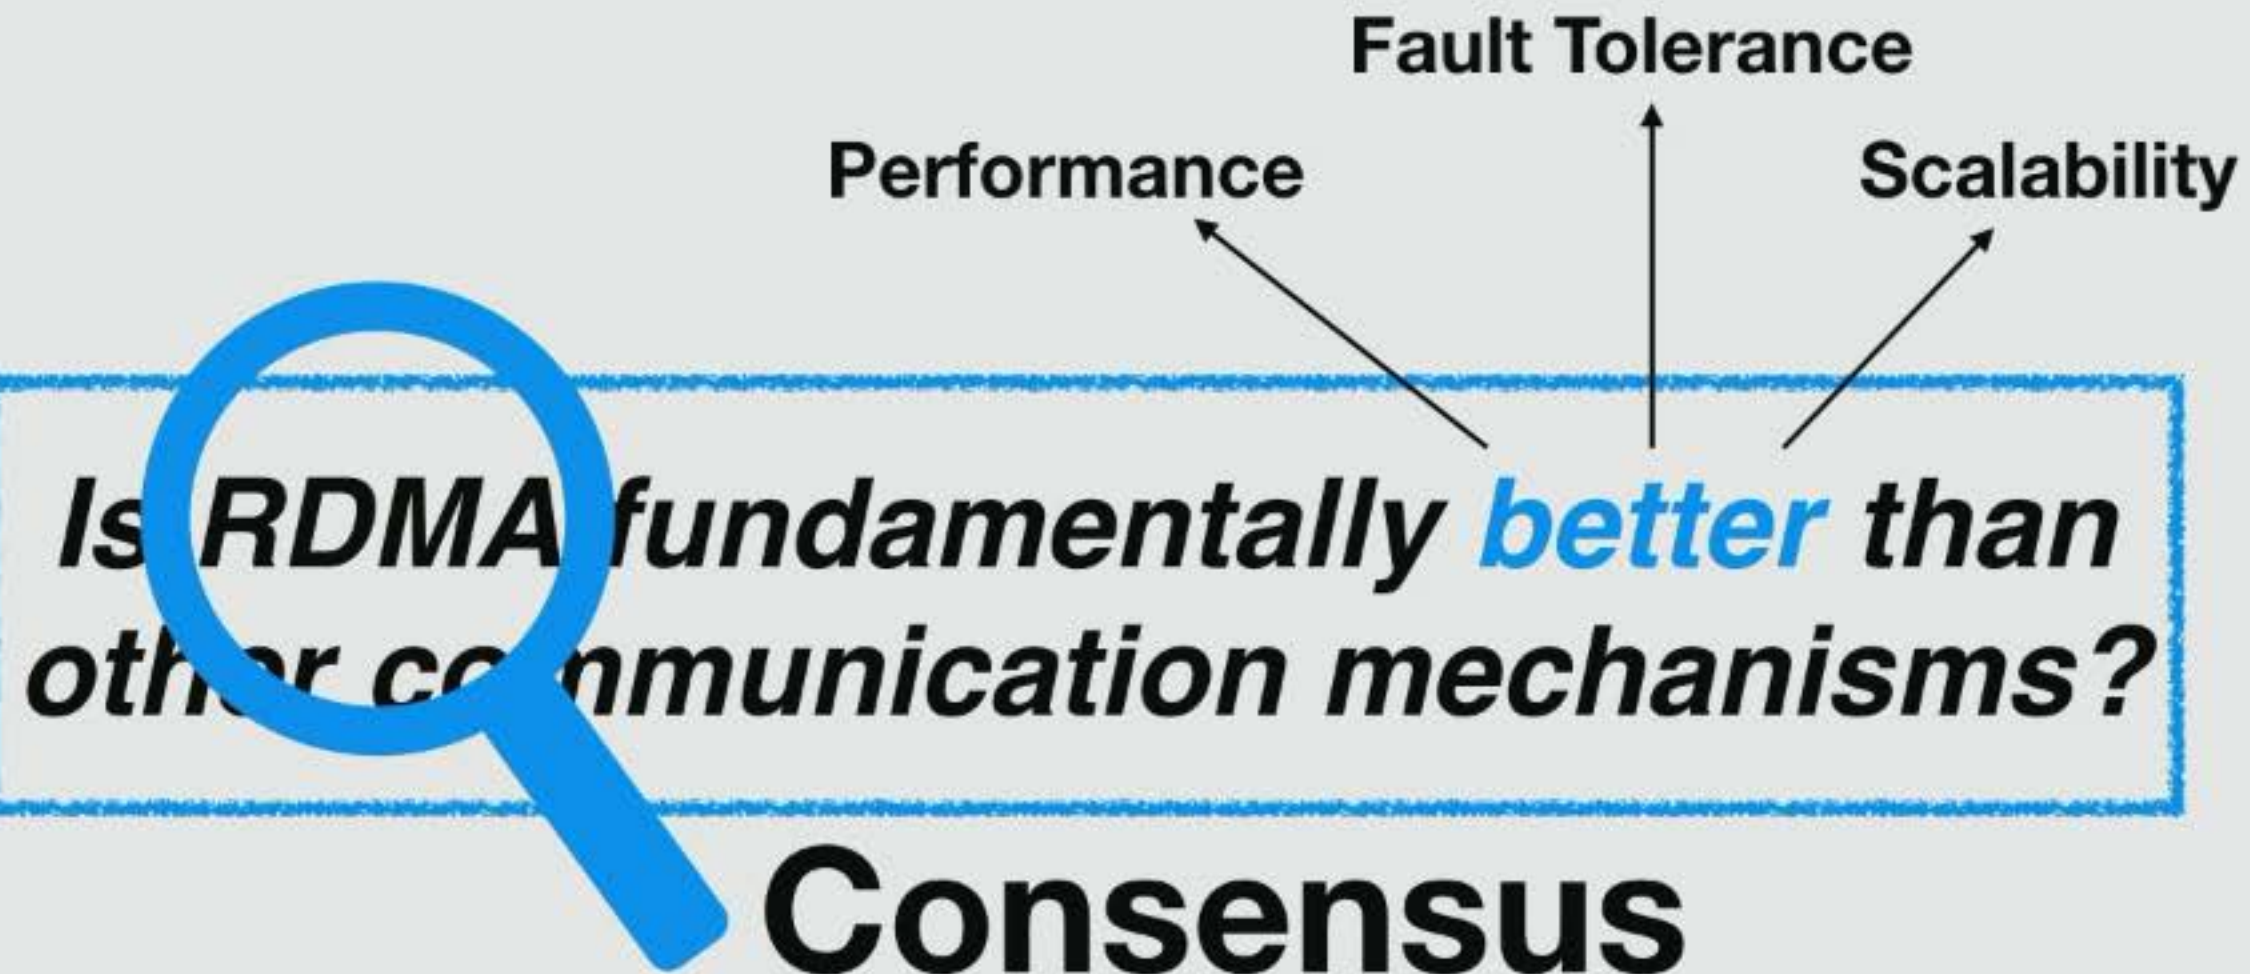 Fault Tolerance
Performance
Scalability
Is RDMA fundamentally better than
other communication mechanisms?
Consensus